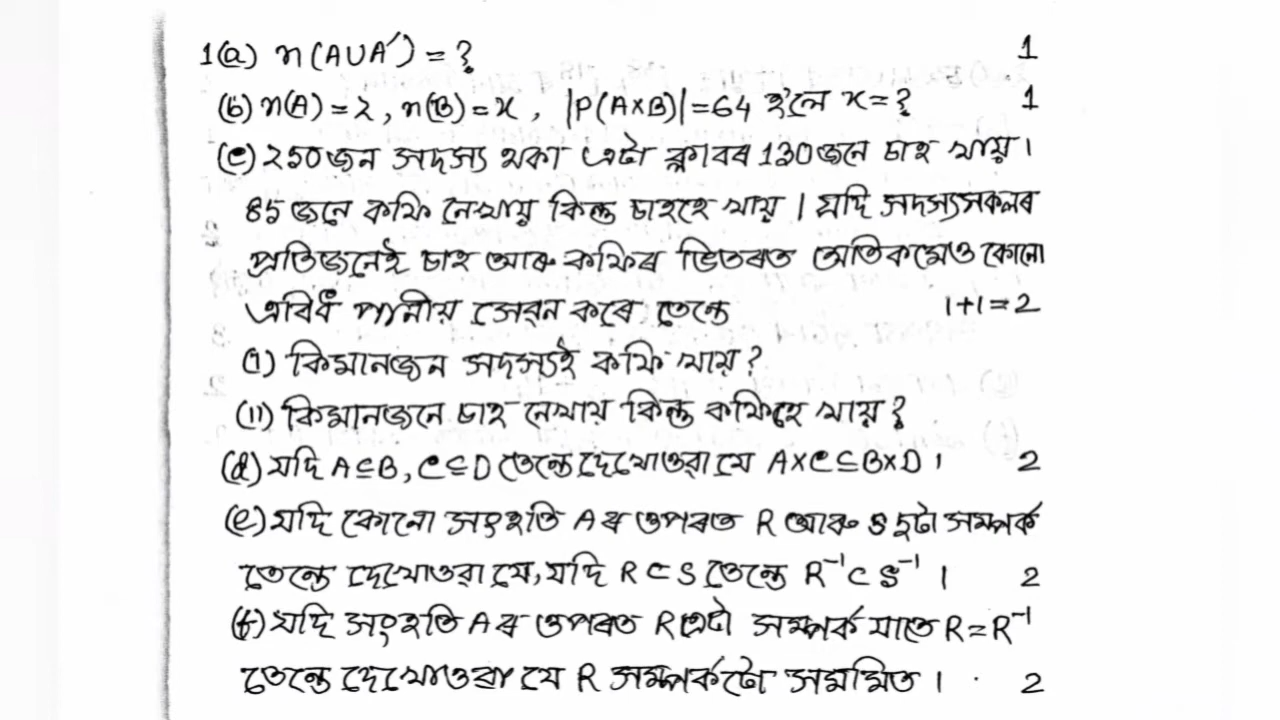 1(a) n(A∪A′) = ? 1
(b) n(A) = 2, n(B) = x, |P(A×B)| = 64 হ'লে x = ? 1
(c) 250 জন সদস্য থকা এটা ক্লাবৰ 130 জনে চাহ খায়।
85 জনে কফি নেখায় কিন্তু চাহহে খায়। যদি সদস্যসকলৰ
প্ৰতিজনেই চাহ আৰু কফিৰ ভিতৰত অতিকমেও কোনো
এবিধ পানীয় সেৱন কৰে তেন্তে 1+1=2
(i) কিমানজন সদস্যই কফি খায়?
(ii) কিমানজনে চাহ নেখায় কিন্তু কফিহে খায়?
(d) যদি A⊆B, C⊆D তেন্তে দেখোওৱা যে A×C⊆B×D। 2
(e) যদি কোনো সংহতি A ৰ ওপৰত R আৰু S দুটা সম্পৰ্ক
তেন্তে দেখোওৱা যে, যদি R⊂S তেন্তে R⁻¹⊂S⁻¹। 2
(f) যদি সংহতি A ৰ ওপৰত R এটা সম্পৰ্ক যাতে R=R⁻¹
তেন্তে দেখোওৱা যে R সম্পৰ্কটো সমমিত। 2